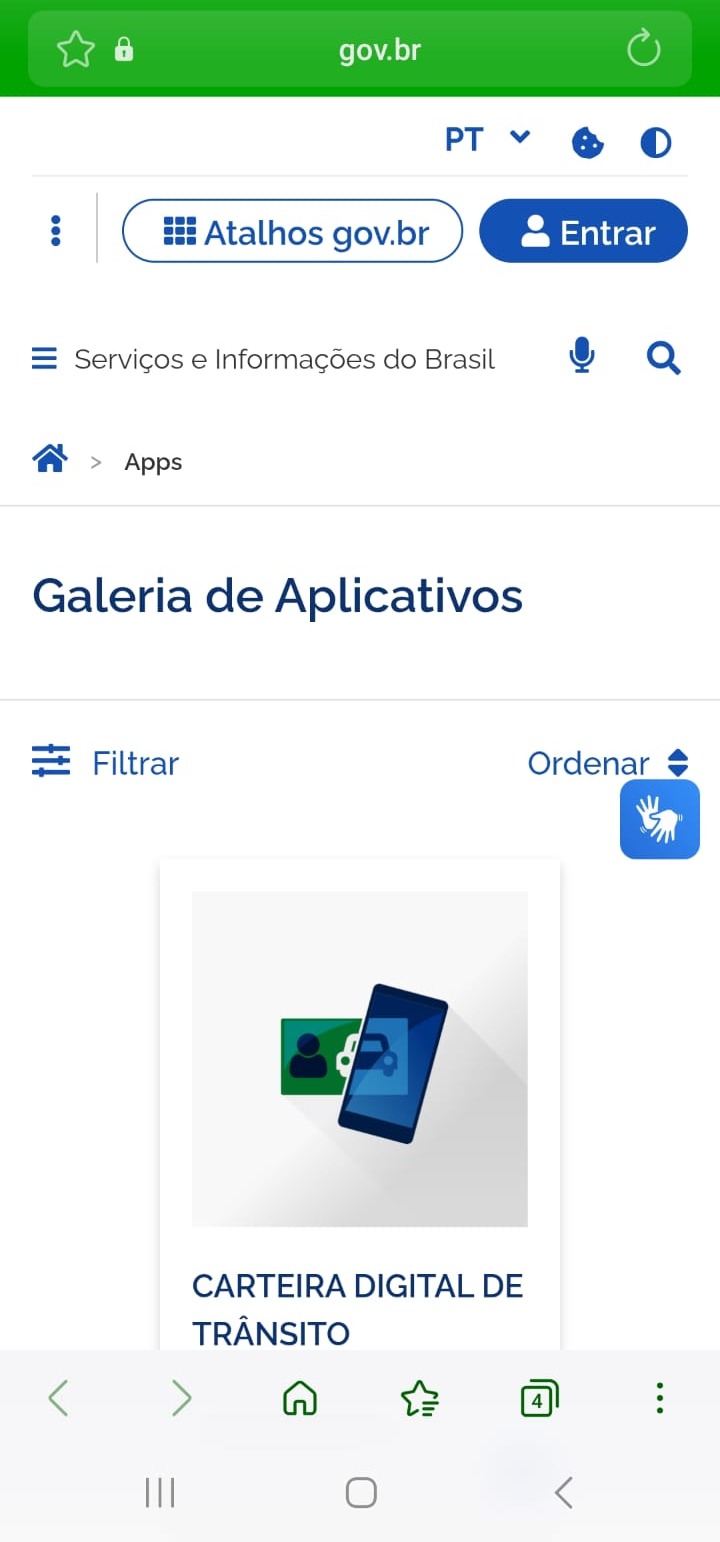 gov.br
PT
Atalhos gov.br
Entrar
Serviços e Informações do Brasil
> Apps
Galeria de Aplicativos
Filtrar
Ordenar
CARTEIRA DIGITAL DE
TRÂNSITO
4